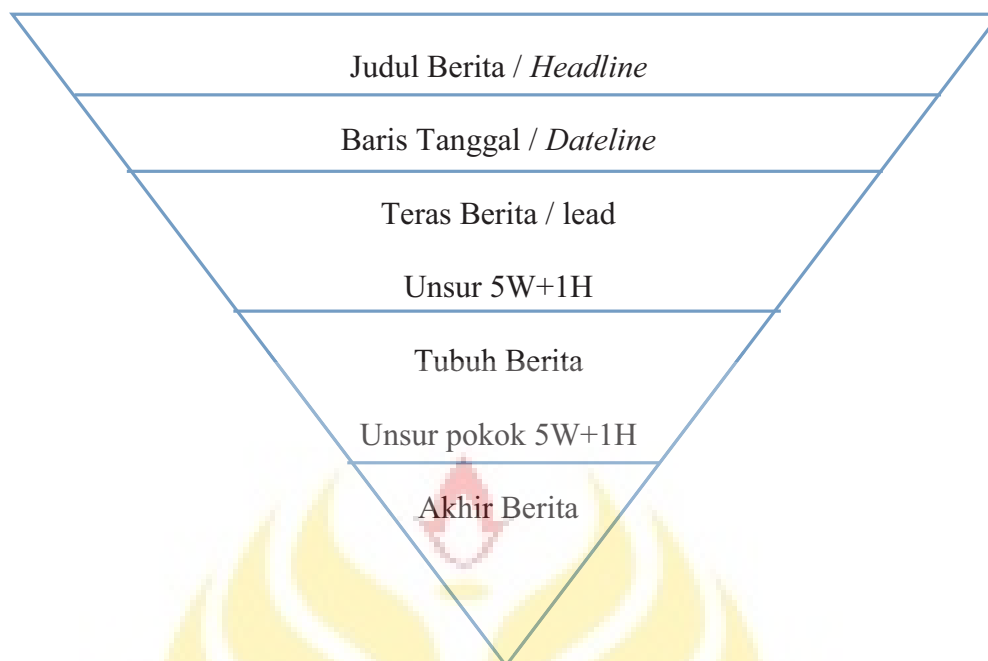 Judul Berita / Headline
Baris Tanggal / Dateline
Teras Berita / lead
Unsur 5W+1H
Tubuh Berita
Unsur pokok 5W+1H
Akhir Berita